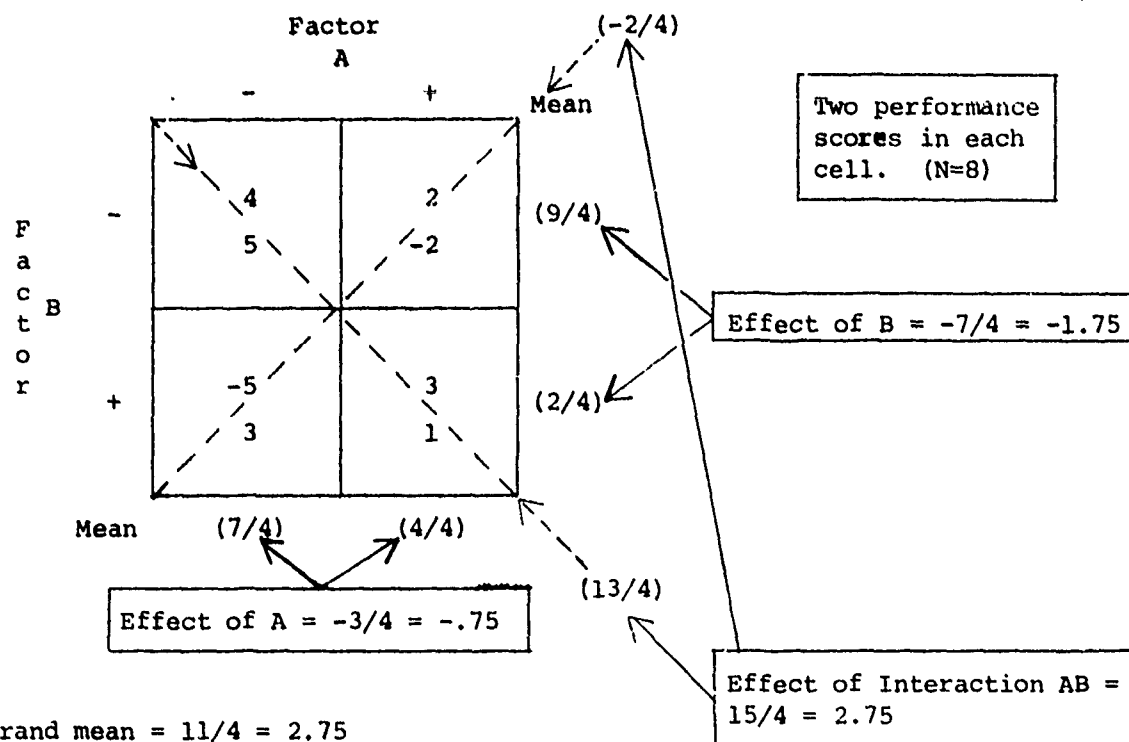 Factor
A
(-2/4)
- +
Mean
Two performance
scores in each
cell. (N=8)
Factor
B
-
4 2
5 -2
(9/4)
Effect of B = -7/4 = -1.75
+
-5 3
3 1
(2/4)
Mean (7/4) (4/4)
(13/4)
Effect of A = -3/4 = -.75
Effect of Interaction AB =
15/4 = 2.75
rand mean = 11/4 = 2.75